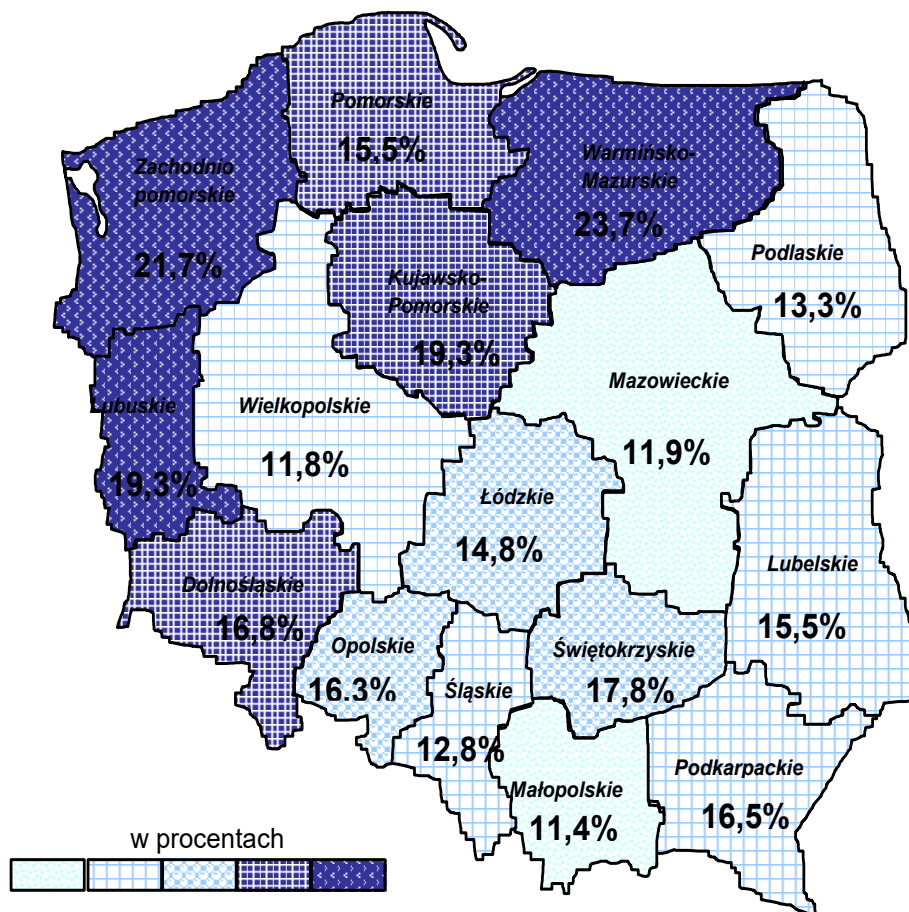 Pomorskie
15,5%
Zachodnio
pomorskie
21,7%
Warmińsko-
Mazurskie
23,7%
Podlaskie
13,3%
Kujawsko-
Pomorskie
19,3%
Mazowieckie
11,9%
Lubuskie
19,3%
Wielkopolskie
11,8%
Łódzkie
14,8%
Lubelskie
15,5%
Dolnośląskie
16,8%
Opolskie
16.3%
Śląskie
12,8%
Świętokrzyskie
17,8%
Małopolskie
11,4%
Podkarpackie
16,5%
w procentach